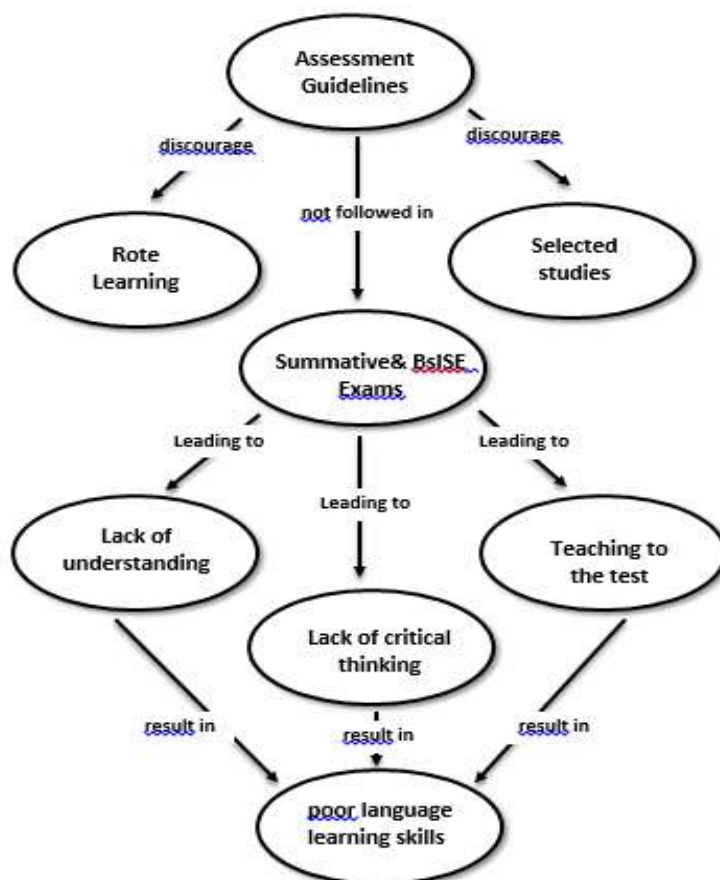 Assessment
Guidelines
discourage
discourage
not followed in
Rote
Learning
Selected
studies
Summative& BsISE
Exams
Leading to
Leading to
Leading to
Lack of
understanding
Teaching to
the test
Lack of critical
thinking
result in
result in
result in
poor language
learning skills